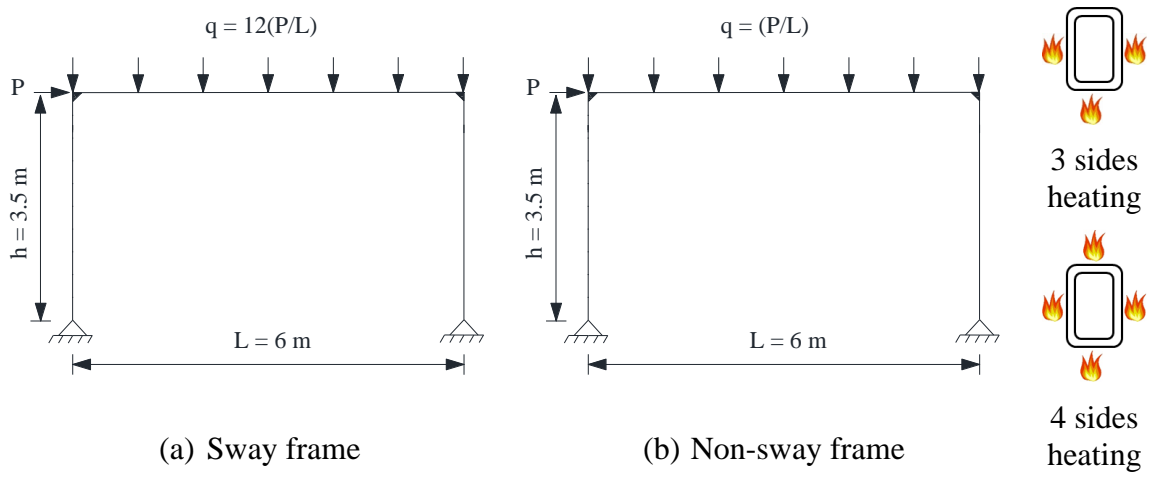 q = 12(P/L)
P
h = 3.5 m
L = 6 m
(a) Sway frame
q = (P/L)
P
h = 3.5 m
L = 6 m
(b) Non-sway frame
3 sides
heating
4 sides
heating